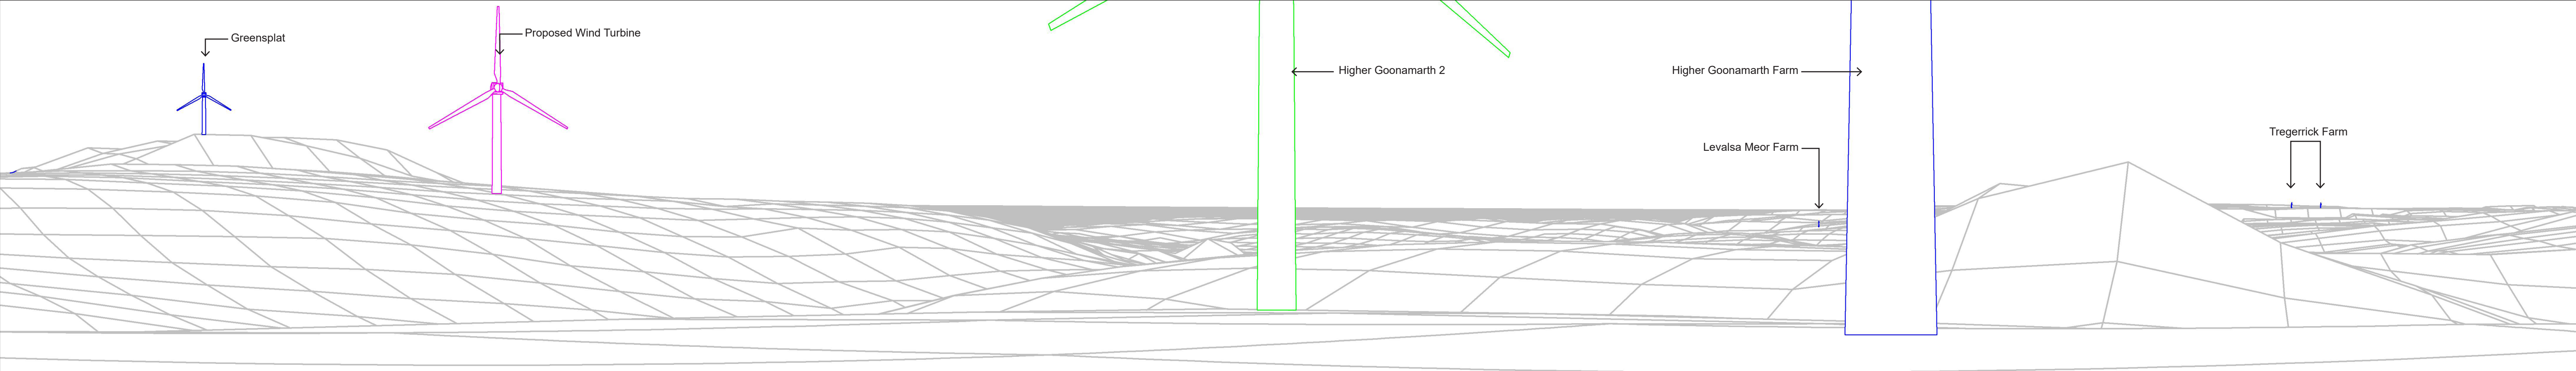 Greensplat
Proposed Wind Turbine
Higher Goonamarth 2
Higher Goonamarth Farm
Levalsa Meor Farm
Tregerrick Farm